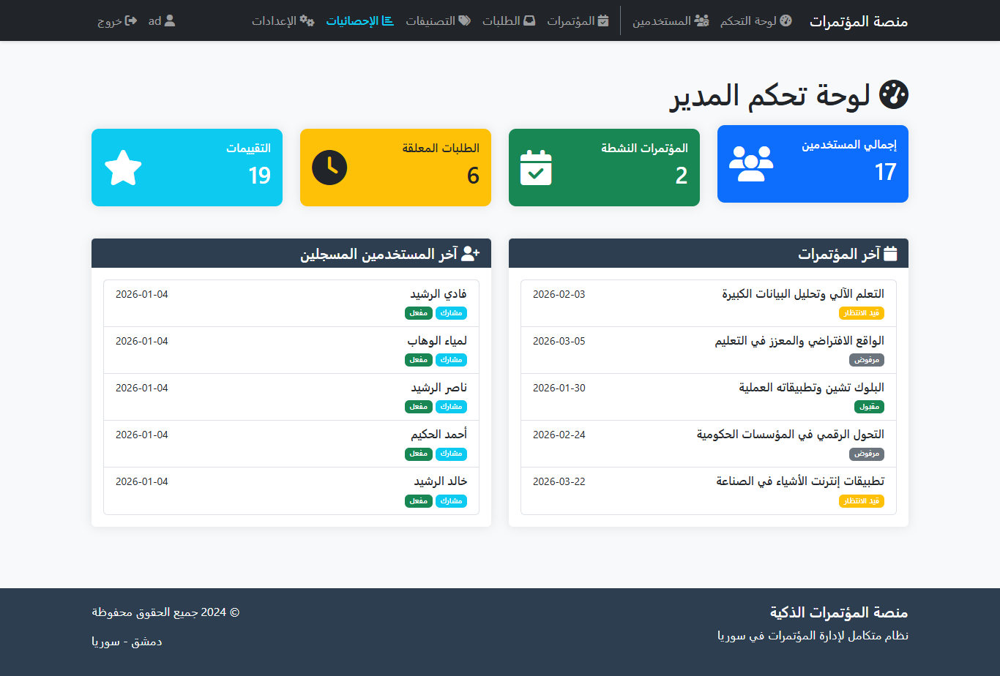 منصة المؤتمرات
لوحة التحكم
المستخدمين
المؤتمرات
الطلبات
التصنيفات
الإحصائيات
الإعدادات
ad
خروج
لوحة تحكم المدير
إجمالي المستخدمين
17
المؤتمرات النشطة
2
الطلبات المعلقة
6
التقييمات
19
آخر المؤتمرات
التعلم الآلي وتحليل البيانات الكبيرة 2026-02-03
قيد الانتظار
الواقع الافتراضي والمعزز في التعليم 2026-03-05
مرفوض
البلوك تشين وتطبيقاته العملية 2026-01-30
مقبول
التحول الرقمي في المؤسسات الحكومية 2026-02-24
مرفوض
تطبيقات إنترنت الأشياء في الصناعة 2026-03-22
قيد الانتظار
آخر المستخدمين المسجلين
فادي الرشيد 2026-01-04
مشارك مفعل
لمياء الوهاب 2026-01-04
مشارك مفعل
ناصر الرشيد 2026-01-04
مشارك مفعل
أحمد الحكيم 2026-01-04
مشارك مفعل
خالد الرشيد 2026-01-04
مشارك مفعل
منصة المؤتمرات الذكية
نظام متكامل لإدارة المؤتمرات في سوريا
© 2024 جميع الحقوق محفوظة
دمشق - سوريا